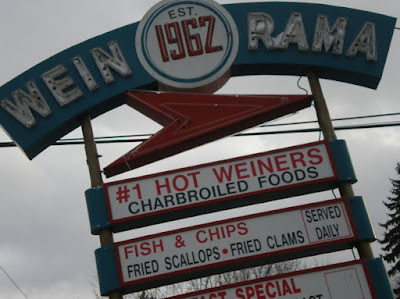 EST.
1962
WEIN RAMA
#1 HOT WEINERS
CHARBROILED FOODS
FISH & CHIPS
FRIED SCALLOPS • FRIED CLAMS
SERVED
DAILY
SPECIAL